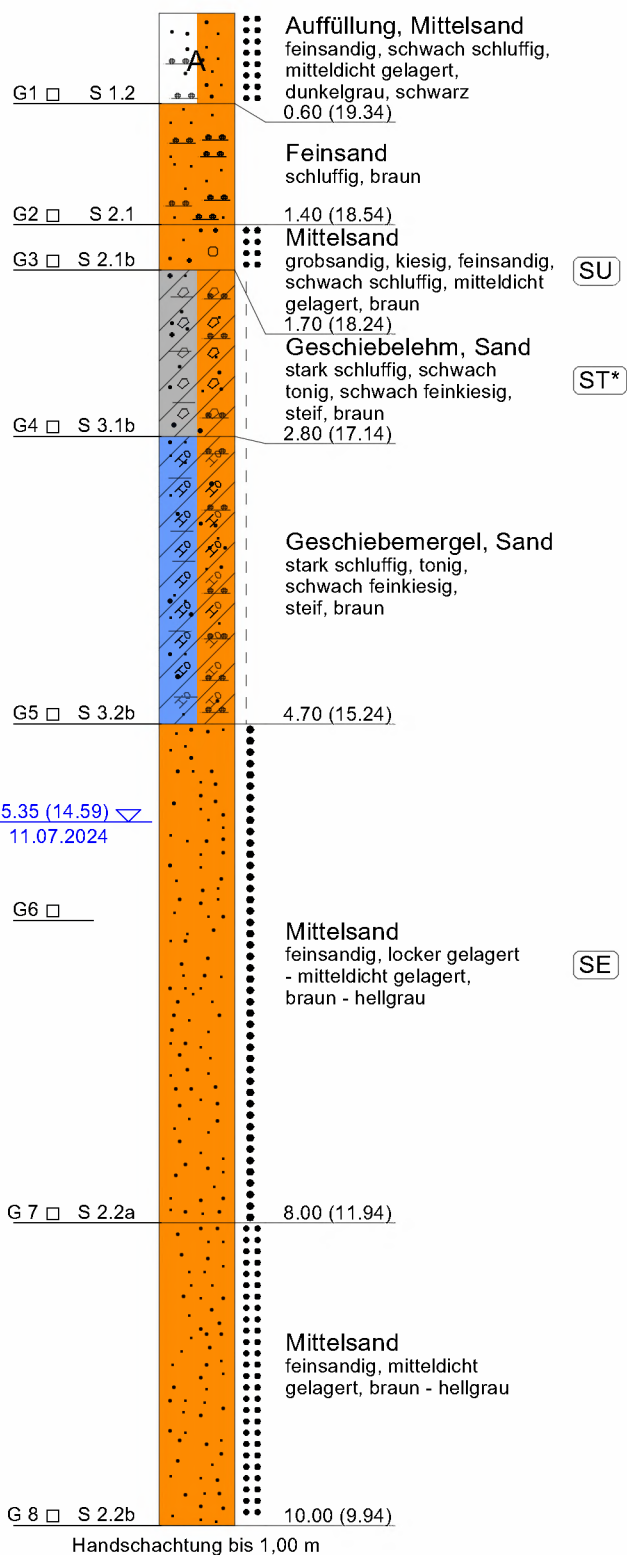 Auffüllung, Mittelsand
feinsandig, schwach schluffig,
mitteldicht gelagert,
dunkelgrau, schwarz
A
G1 S 1.2
0.60 (19.34)
Feinsand
schluffig, braun
G2 S 2.1
1.40 (18.54)
Mittelsand
grobsandig, kiesig, feinsandig,
schwach schluffig, mitteldicht
gelagert, braun
G3 S 2.1b
SU
1.70 (18.24)
Geschiebelehm, Sand
stark schluffig, schwach
tonig, schwach feinkiesig,
steif, braun
ST*
G4 S 3.1b
2.80 (17.14)
Geschiebemergel, Sand
stark schluffig, tonig,
schwach feinkiesig,
steif, braun
G5 S 3.2b
4.70 (15.24)
5.35 (14.59)
11.07.2024
G6
Mittelsand
feinsandig, locker gelagert
- mitteldicht gelagert,
braun - hellgrau
SE
G 7 S 2.2a
8.00 (11.94)
Mittelsand
feinsandig, mitteldicht
gelagert, braun - hellgrau
G 8 S 2.2b
10.00 (9.94)
Handschachtung bis 1,00 m